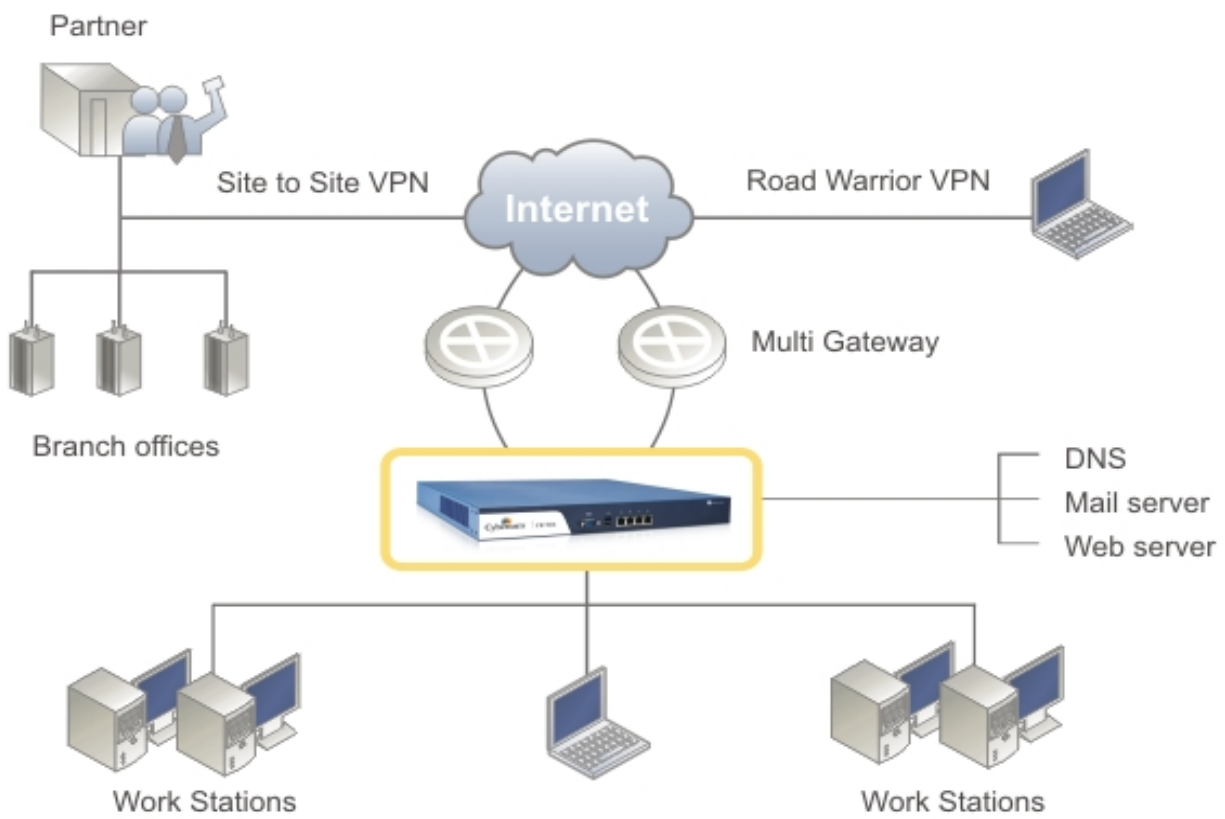 Partner
Site to Site VPN
Internet
Road Warrior VPN
Multi Gateway
Branch offices
Cyberoam
DNS
Mail server
Web server
Work Stations
Work Stations